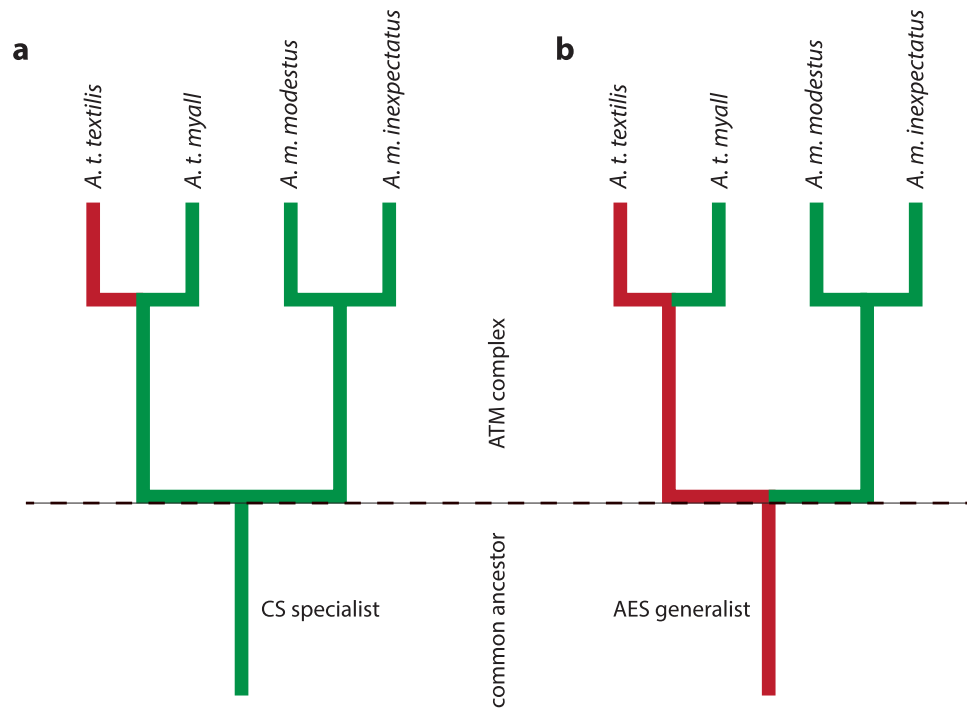 a
A. t. textilis
A. t. myall
A. m. modestus
A. m. inexpectatus
CS specialist
ATM complex
common ancestor
b
A. t. textilis
A. t. myall
A. m. modestus
A. m. inexpectatus
AES generalist